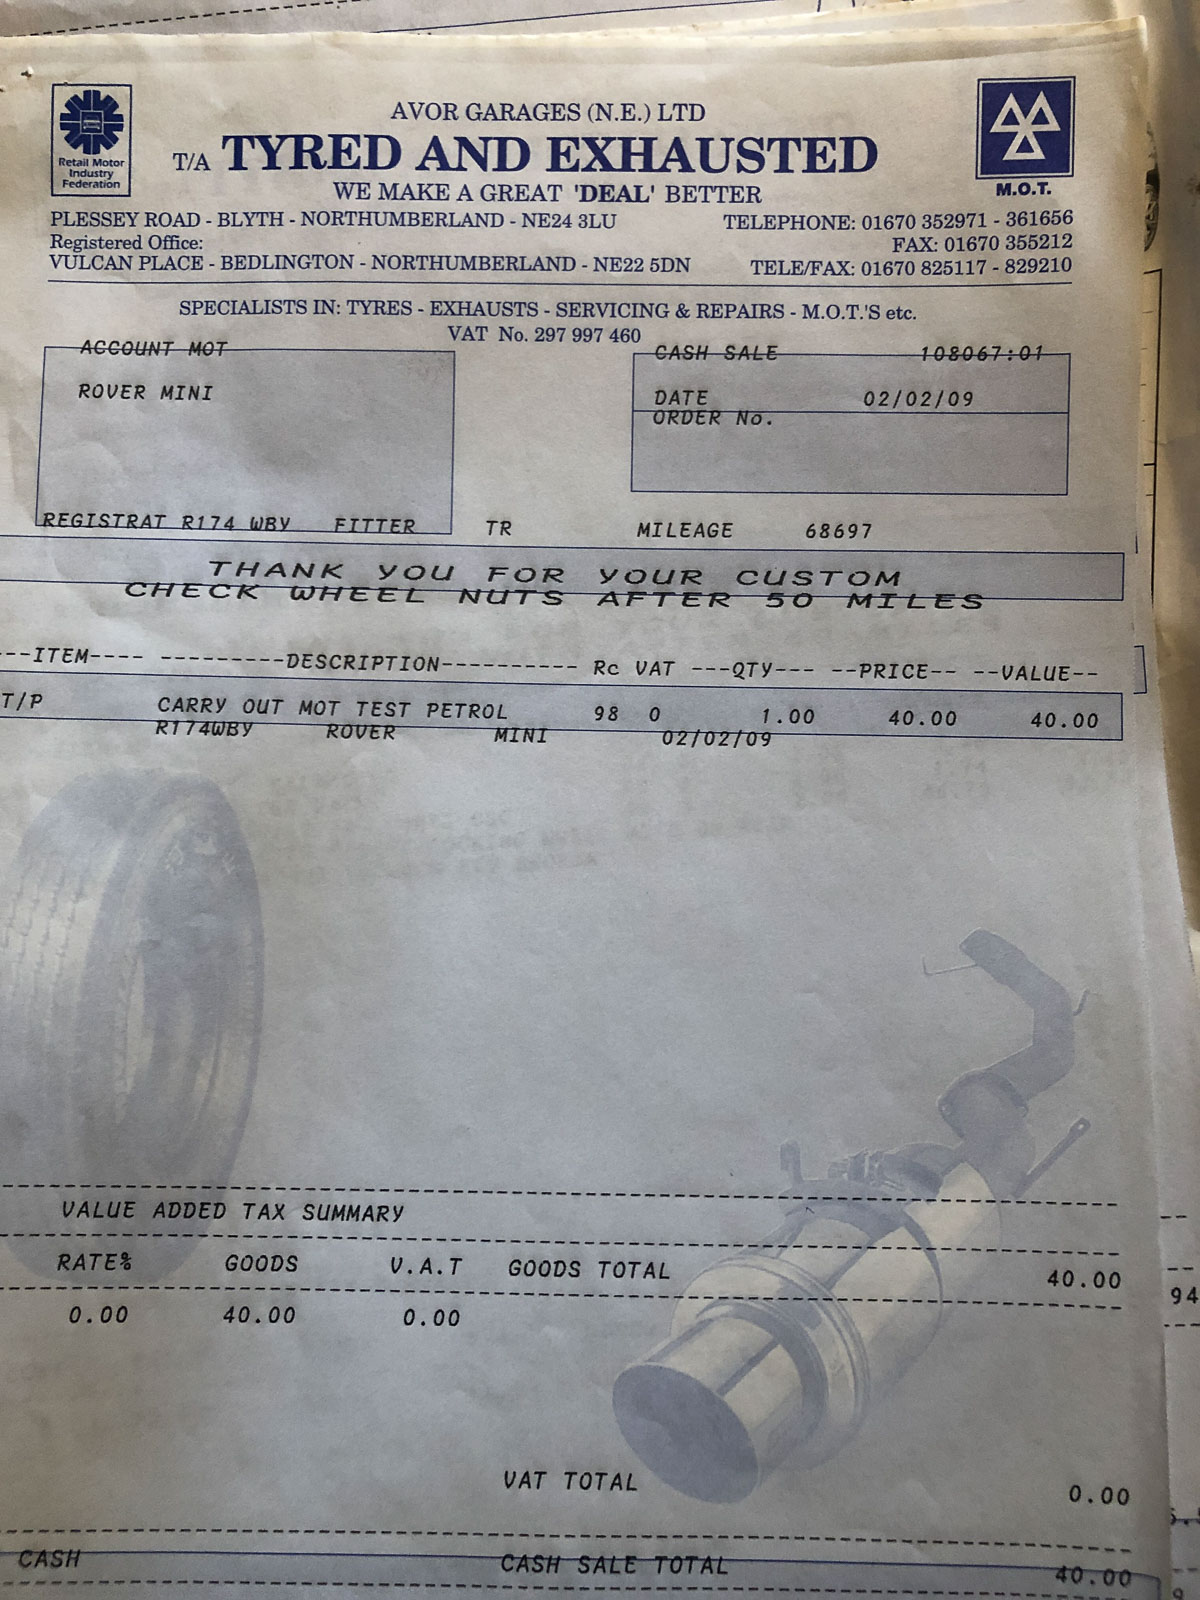 AVOR GARAGES (N.E.) LTD
T/A TYRED AND EXHAUSTED
WE MAKE A GREAT 'DEAL' BETTER
Retail Motor
Industry
Federation
M.O.T.
PLESSEY ROAD - BLYTH - NORTHUMBERLAND - NE24 3LU
TELEPHONE: 01670 352971 - 361656
Registered Office:
FAX: 01670 355212
VULCAN PLACE - BEDLINGTON - NORTHUMBERLAND - NE22 5DN
TELE/FAX: 01670 825117 - 829210
SPECIALISTS IN: TYRES - EXHAUSTS - SERVICING & REPAIRS - M.O.T.'S etc.
VAT No. 297 997 460
ACCOUNT MOT
CASH SALE 108067:01
ROVER MINI
DATE 02/02/09
ORDER No.
REGISTRAT R174 WBY FITTER TR MILEAGE 68697
THANK YOU FOR YOUR CUSTOM
CHECK WHEEL NUTS AFTER 50 MILES
---ITEM---- ---------DESCRIPTION---------- Rc VAT ---QTY--- --PRICE-- --VALUE--
T/P CARRY OUT MOT TEST PETROL 98 0 1.00 40.00 40.00
R174WBY ROVER MINI 02/02/09
VALUE ADDED TAX SUMMARY
RATE% GOODS V.A.T GOODS TOTAL 40.00
0.00 40.00 0.00
94
VAT TOTAL 0.00
CASH CASH SALE TOTAL 40.00